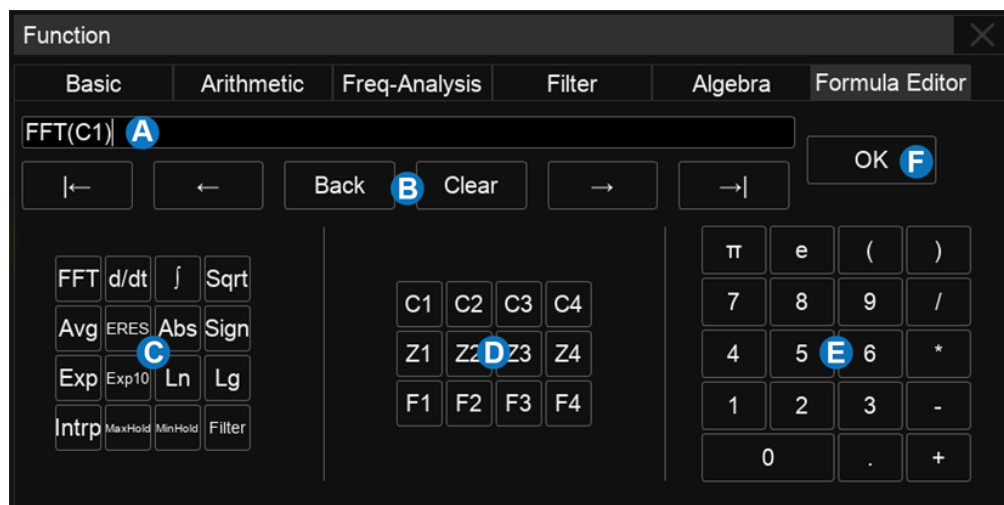 Function
Basic Arithmetic Freq-Analysis Filter Algebra Formula Editor
FFT(C1) A
OK F
|← ← Back B Clear → →|
FFT d/dt ∫ Sqrt
Avg ERES Abs Sign
C
Exp Exp10 Ln Lg
Intrp MaxHold MinHold Filter
C1 C2 C3 C4
Z1 Z2 D Z3 Z4
F1 F2 F3 F4
π e ( )
7 8 9 /
4 5 E 6 *
1 2 3 -
0 . +